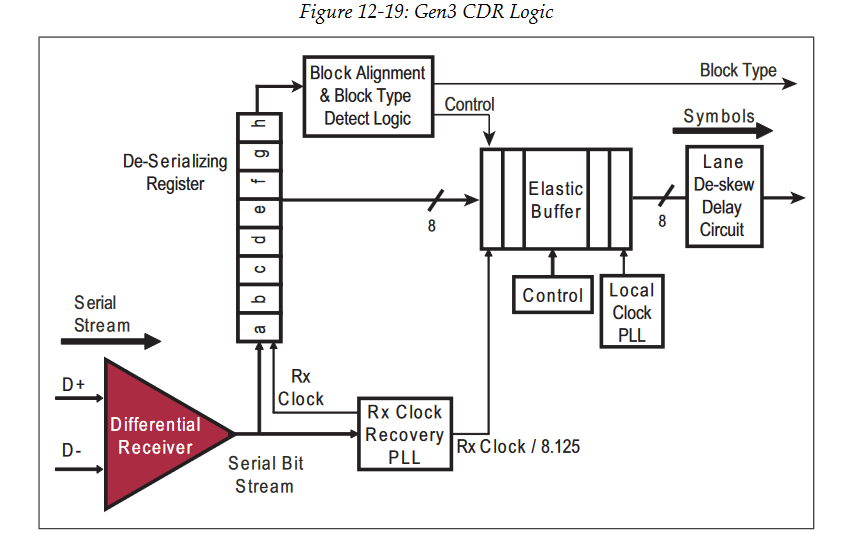 Figure 12-19: Gen3 CDR Logic
Block Alignment
& Block Type
Detect Logic
Block Type
Control
Symbols
De-Serializing
Register
h
g
f
e
d
c
b
a
8
Elastic
Buffer
8
Lane
De-skew
Delay
Circuit
Control
Local
Clock
PLL
Serial
Stream
D+
D-
Differential
Receiver
Rx
Clock
Rx Clock
Recovery
PLL
Rx Clock / 8.125
Serial Bit
Stream